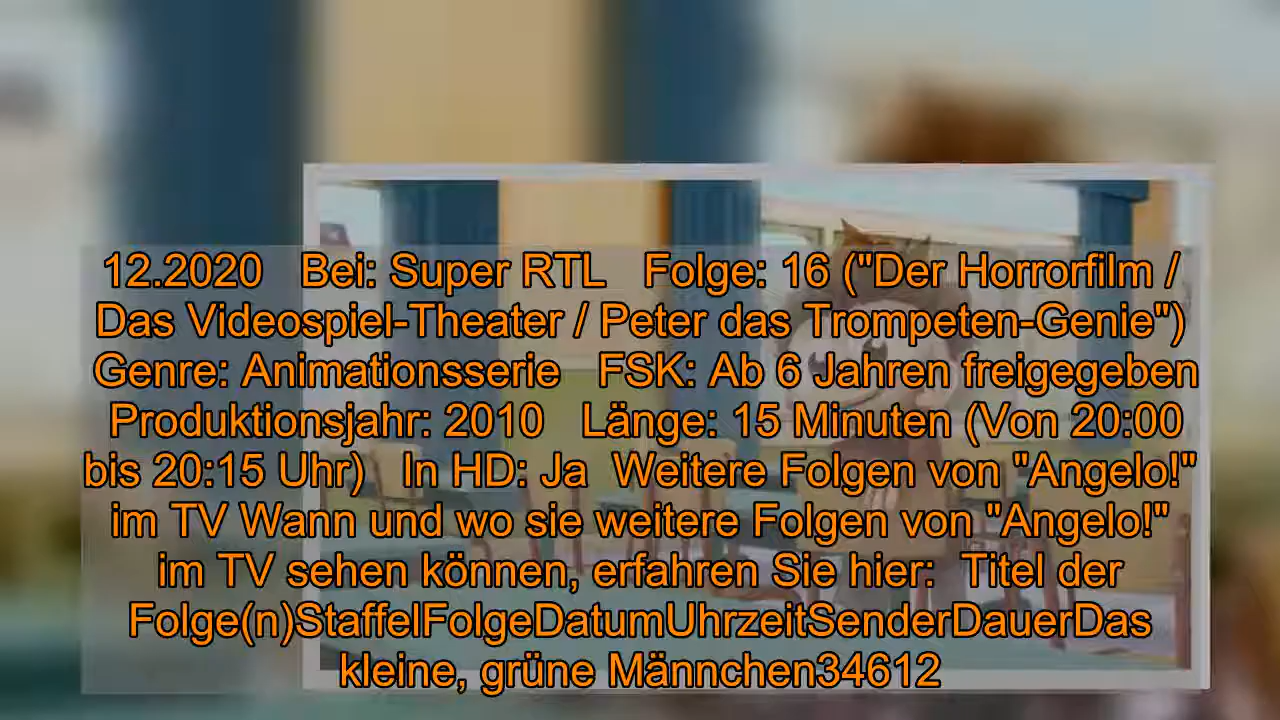 12.2020 Bei: Super RTL Folge: 16 ("Der Horrorfilm /
Das Videospiel-Theater / Peter das Trompeten-Genie")
Genre: Animationsserie FSK: Ab 6 Jahren freigegeben
Produktionsjahr: 2010 Länge: 15 Minuten (Von 20:00
bis 20:15 Uhr) In HD: Ja Weitere Folgen von "Angelo!"
im TV Wann und wo sie weitere Folgen von "Angelo!"
im TV sehen können, erfahren Sie hier: Titel der
Folge(n)StaffelFolgeDatumUhrzeitSenderDauerDas
kleine, grüne Männchen34612